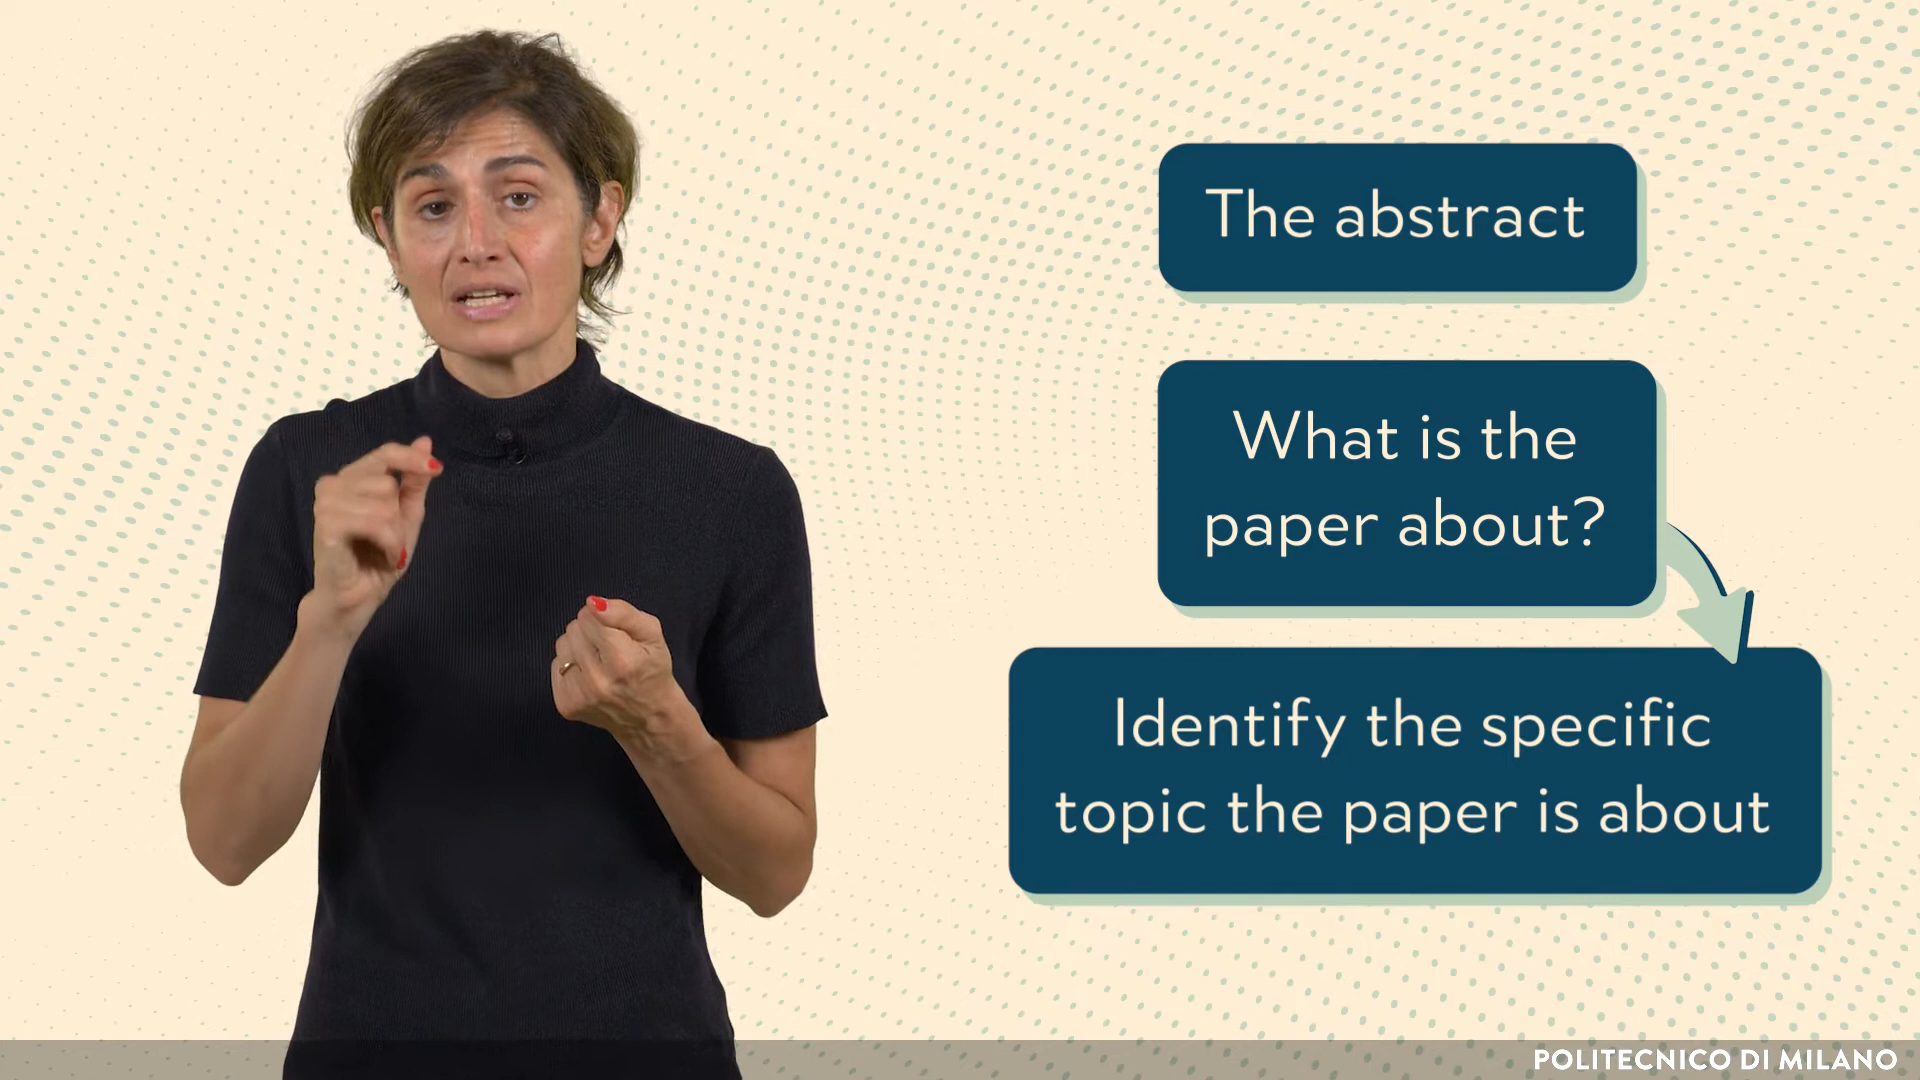 The abstract
What is the
paper about?
Identify the specific
topic the paper is about
POLITECNICO DI MILANO